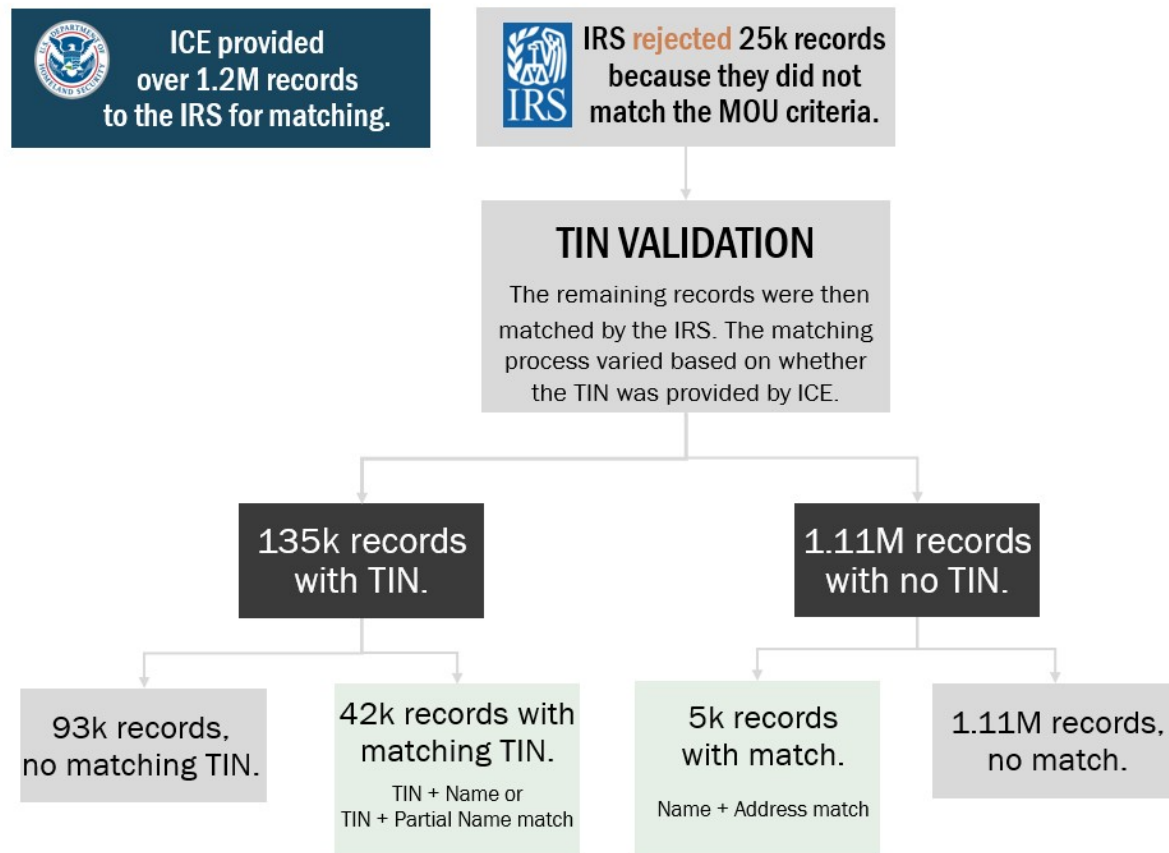 U.S. DEPARTMENT OF
HOMELAND SECURITY
ICE provided
over 1.2M records
to the IRS for matching.
IRS
IRS rejected 25k records
because they did not
match the MOU criteria.
TIN VALIDATION
The remaining records were then
matched by the IRS. The matching
process varied based on whether
the TIN was provided by ICE.
135k records
with TIN.
1.11M records
with no TIN.
93k records,
no matching TIN.
42k records with
matching TIN.
TIN + Name or
TIN + Partial Name match
5k records
with match.
Name + Address match
1.11M records,
no match.